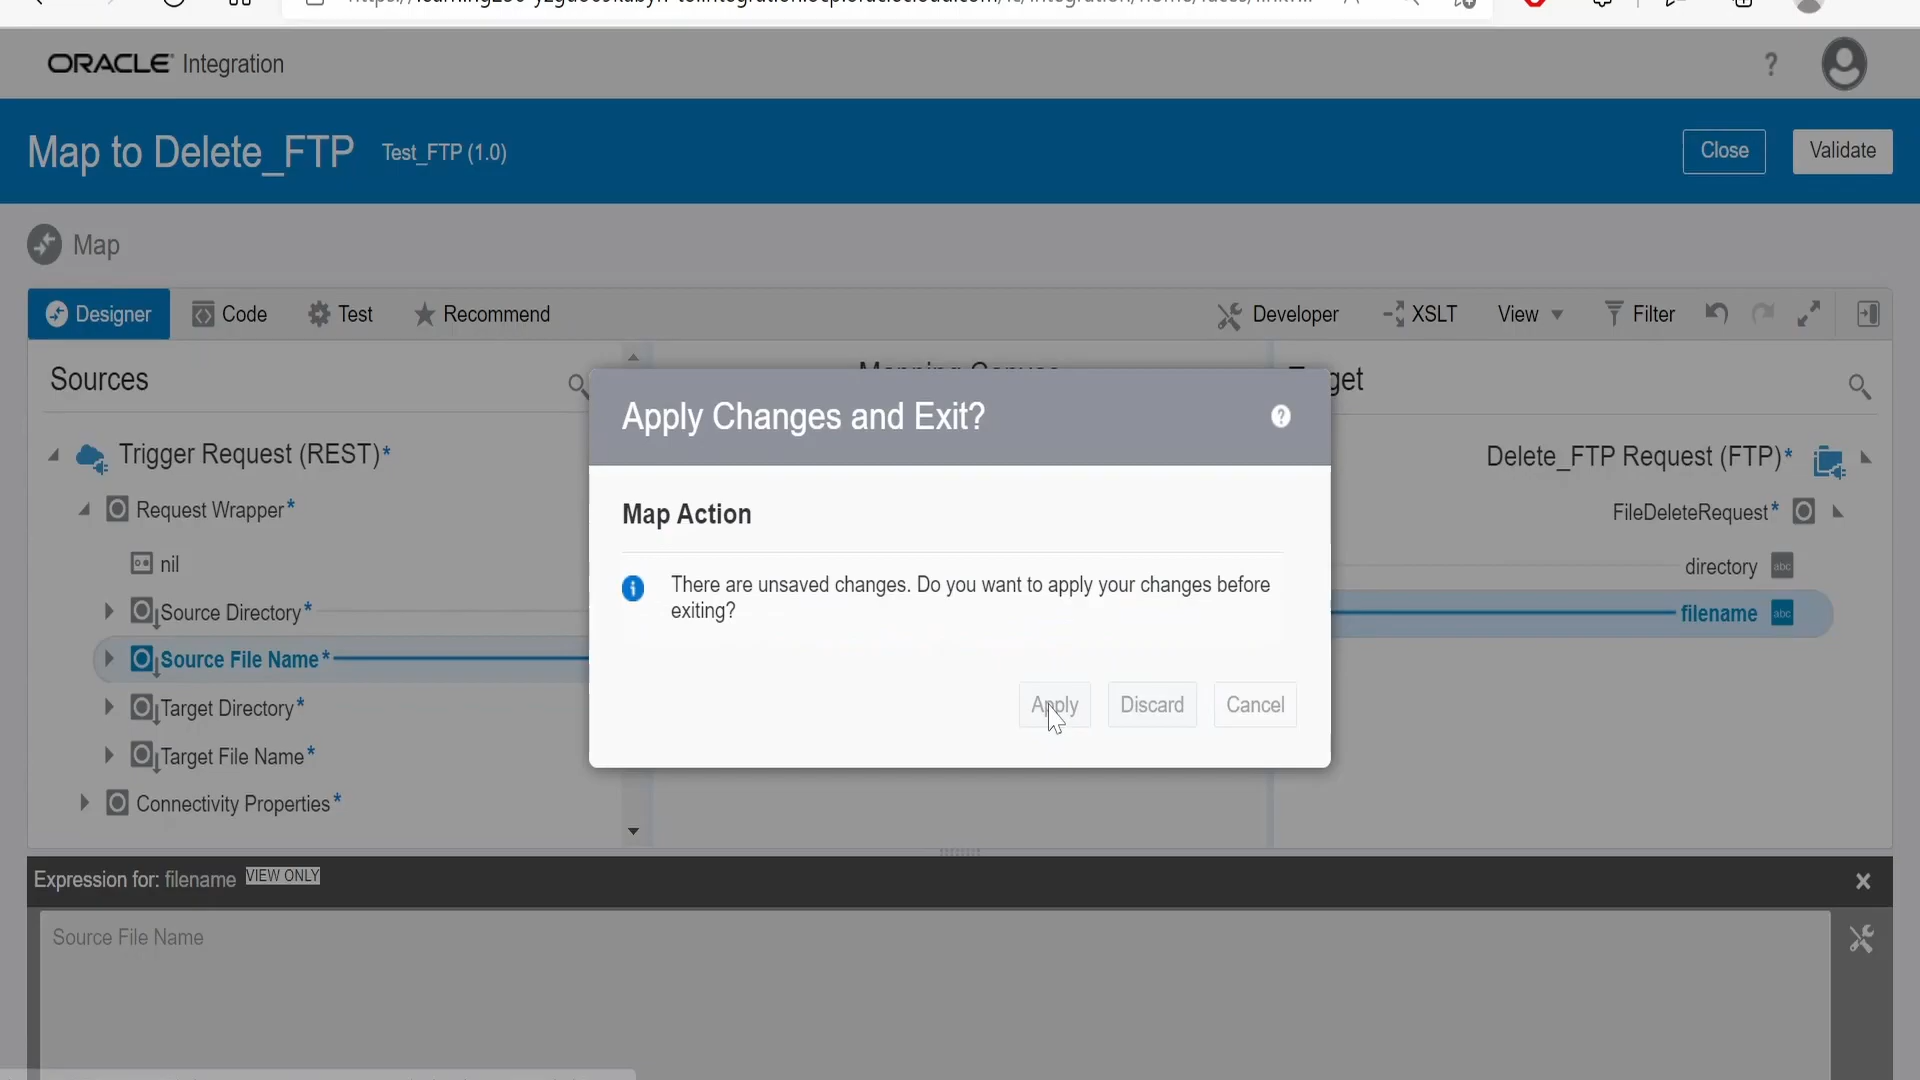 ORACLE Integration
?
Map to Delete_FTP Test_FTP (1.0)
Close
Validate
Map
Designer
Code
Test
Recommend
Developer
XSLT
View
Filter
Sources
Trigger Request (REST)*
Request Wrapper*
nil
Source Directory*
Source File Name*
Target Directory*
Target File Name*
Connectivity Properties*
Apply Changes and Exit?
Map Action
There are unsaved changes. Do you want to apply your changes before
exiting?
Apply
Discard
Cancel
Delete_FTP Request (FTP)*
FileDeleteRequest*
directory abc
filename abc
Expression for: filename VIEW ONLY
Source File Name